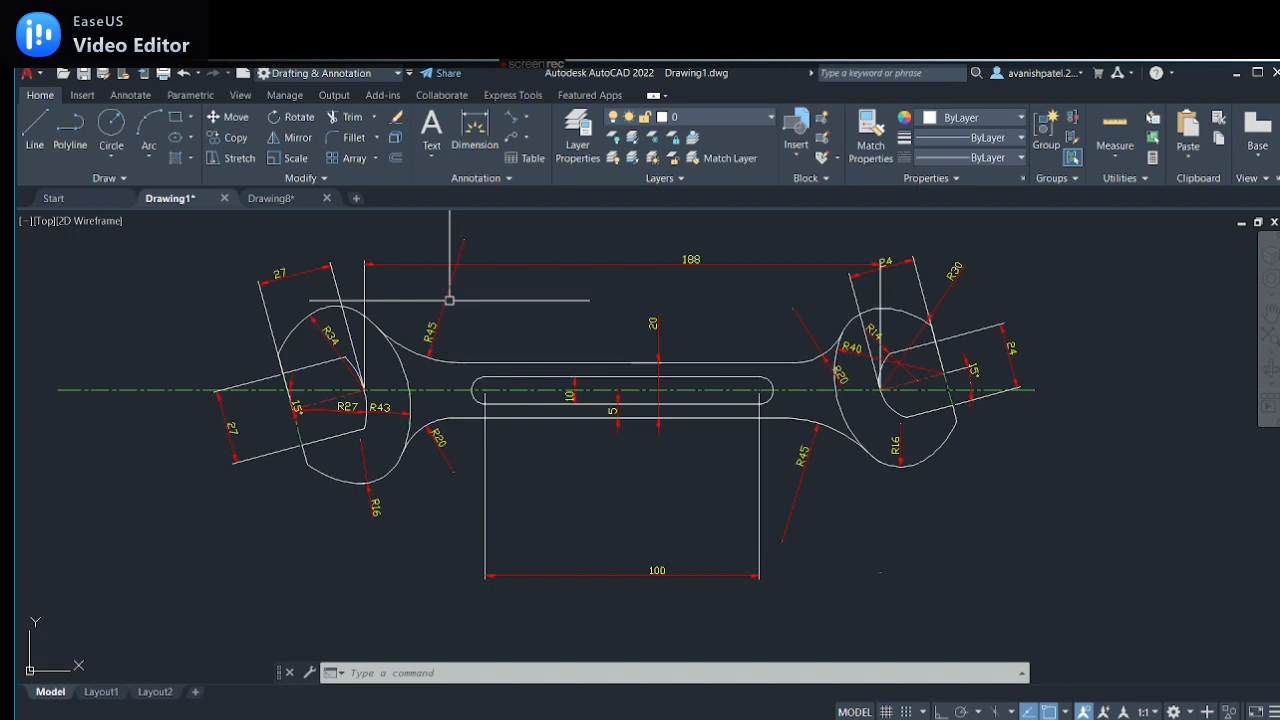 EaseUS
Video Editor
screenrec
Drafting & Annotation
Share
Autodesk AutoCAD 2022 Drawing1.dwg
Type a keyword or phrase
avanishpatel.2...
Home Insert Annotate Parametric View Manage Output Add-ins Collaborate Express Tools Featured Apps
Line Polyline Circle Arc
Move Rotate Trim
Copy Mirror Fillet
Stretch Scale Array
Text Dimension
Table
Layer Properties
0
Match Layer
Insert
Match Properties
ByLayer
ByLayer
ByLayer
Group
Measure
Paste
Base
Draw Modify Annotation Layers Block Properties Groups Utilities Clipboard View
Start Drawing1* Drawing8*
[−][Top][2D Wireframe]
188
27
24
R30
R34
R45
20
R14
R40
24
R20
15°
10
5
15°
R27 R43
27
R20
R16
R45
R16
100
Y
X
Type a command
Model Layout1 Layout2
MODEL
1:1